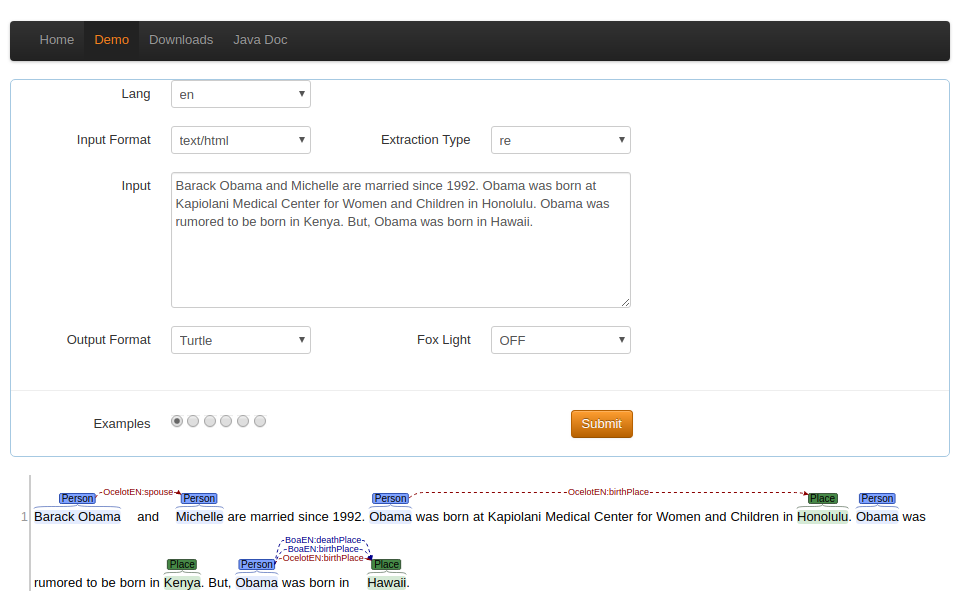 Home Demo Downloads Java Doc
Lang en
Input Format text/html Extraction Type re
Input Barack Obama and Michelle are married since 1992. Obama was born at
Kapiolani Medical Center for Women and Children in Honolulu. Obama was
rumored to be born in Kenya. But, Obama was born in Hawaii.
Output Format Turtle Fox Light OFF
Examples Submit
OcelotEN:spouse OcelotEN:birthPlace
Person Person Person Place Person
1 Barack Obama and Michelle are married since 1992. Obama was born at Kapiolani Medical Center for Women and Children in Honolulu. Obama was
BoaEN:deathPlace
BoaEN:birthPlace
OcelotEN:birthPlace
Place Person Place
rumored to be born in Kenya. But, Obama was born in Hawaii.